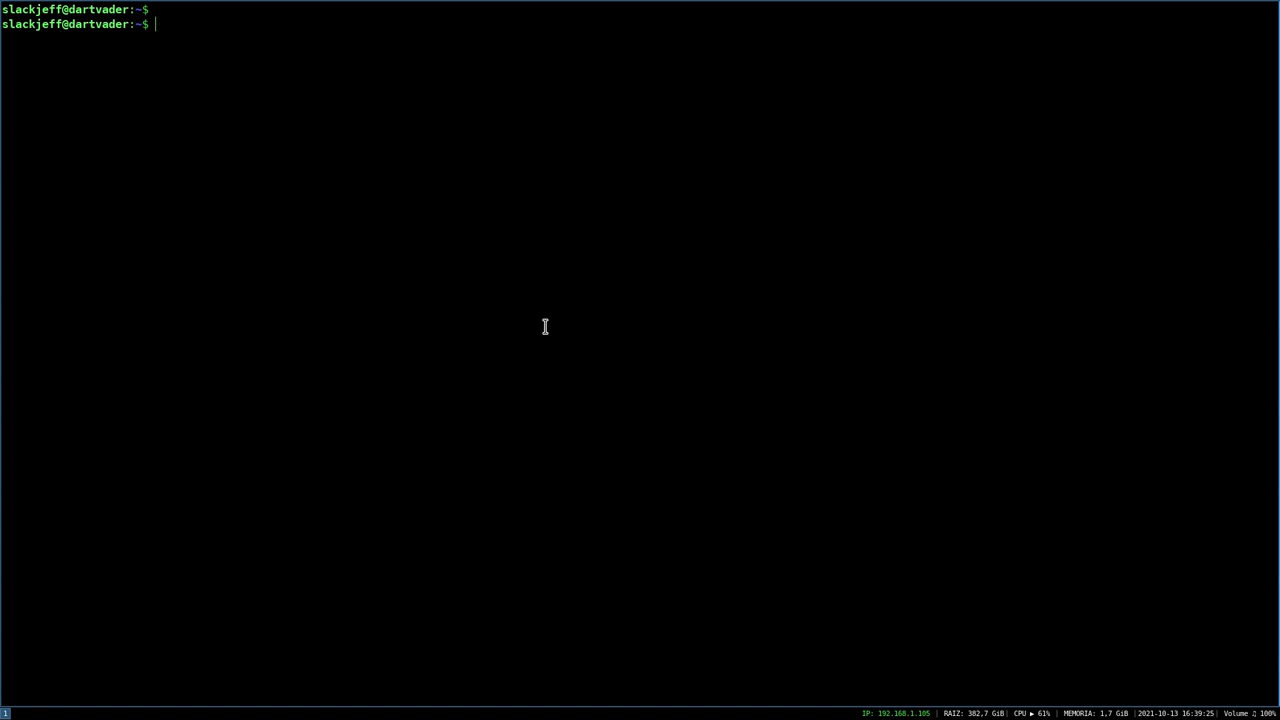 slackjeff@dartvader:~$
slackjeff@dartvader:~$
1 IP: 192.168.1.105 | RAIZ: 382,7 GiB| CPU ▶ 61% | MEMORIA: 1,7 GiB |2021-10-13 16:39:25| Volume ♫ 100%